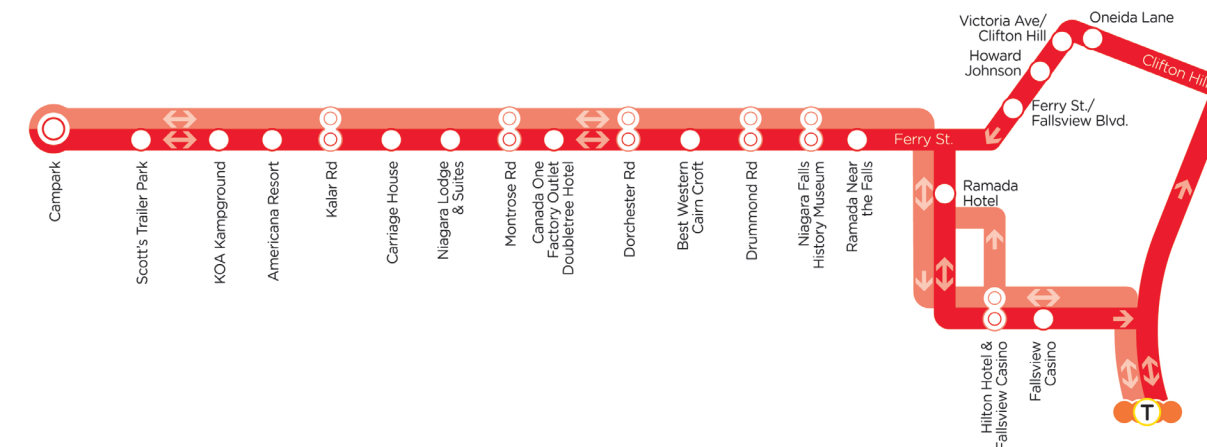 Victoria Ave/
Clifton Hill
Oneida Lane
Howard
Johnson
Clifton Hill
Ferry St./
Fallsview Blvd.
Ferry St.
Campark
Scott's Trailer Park
KOA Kampground
Americana Resort
Kalar Rd
Carriage House
Niagara Lodge
& Suites
Montrose Rd
Canada One
Factory Outlet
Doubletree Hotel
Dorchester Rd
Best Western
Cairn Croft
Drummond Rd
Niagara Falls
History Museum
Ramada Near
the Falls
Ramada
Hotel
Hilton Hotel &
Fallsview Casino
Fallsview
Casino
T